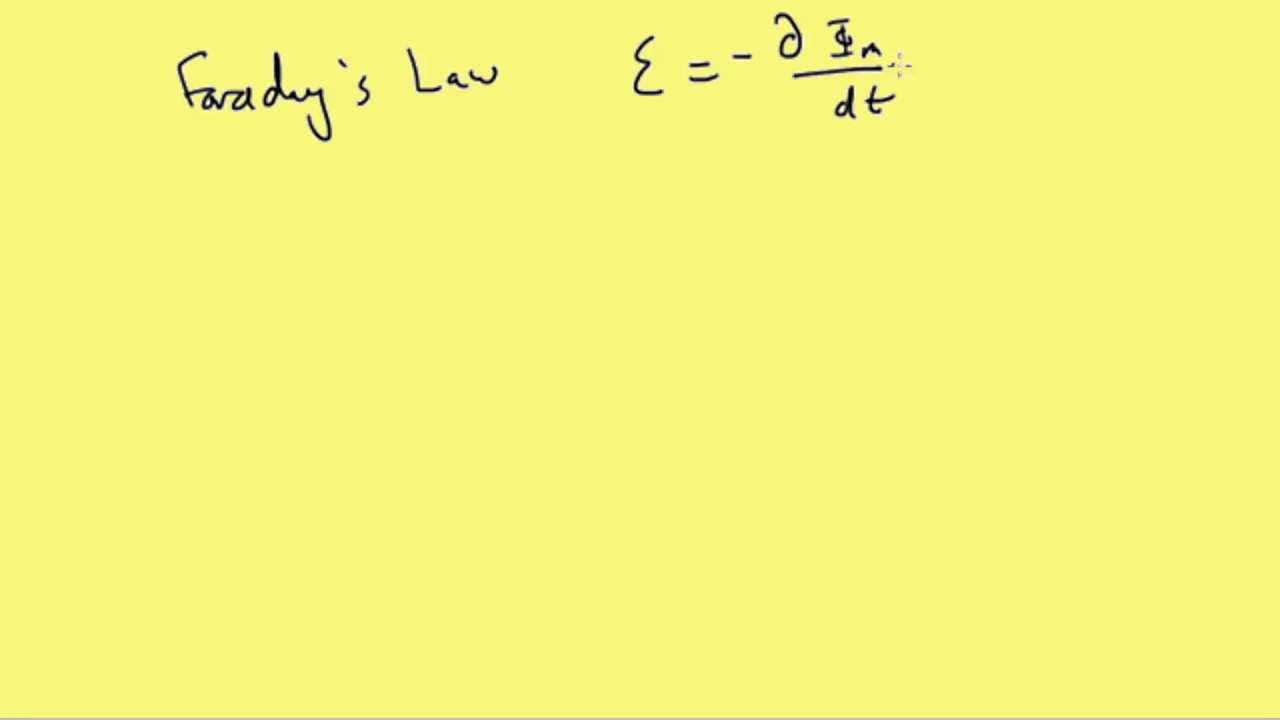 Faraday's Law ℰ = - ∂ Φm / dt